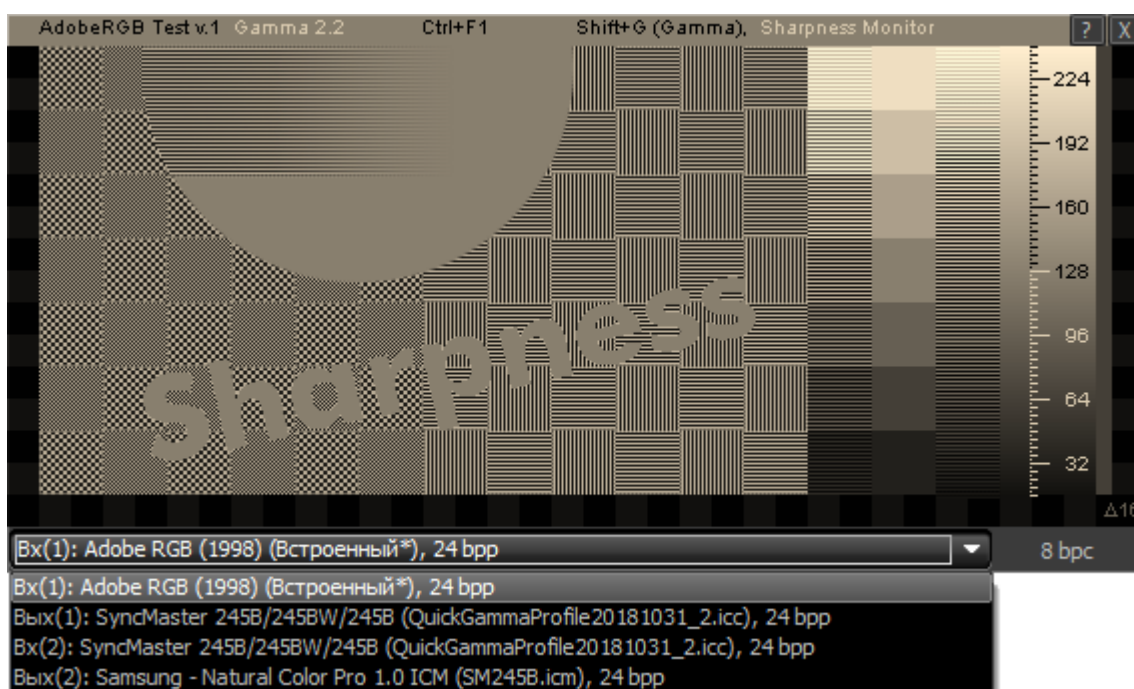 AdobeRGB Test v.1 Gamma 2.2 Ctrl+F1 Shift+G (Gamma), Sharpness Monitor ? X
224
192
160
128
96
64
32
Sharpness
Δ16
Вх(1): Adobe RGB (1998) (Встроенный*), 24 bpp 8 bpc
Вх(1): Adobe RGB (1998) (Встроенный*), 24 bpp
Вых(1): SyncMaster 245B/245BW/245B (QuickGammaProfile20181031_2.icc), 24 bpp
Вх(2): SyncMaster 245B/245BW/245B (QuickGammaProfile20181031_2.icc), 24 bpp
Вых(2): Samsung - Natural Color Pro 1.0 ICM (SM245B.icm), 24 bpp